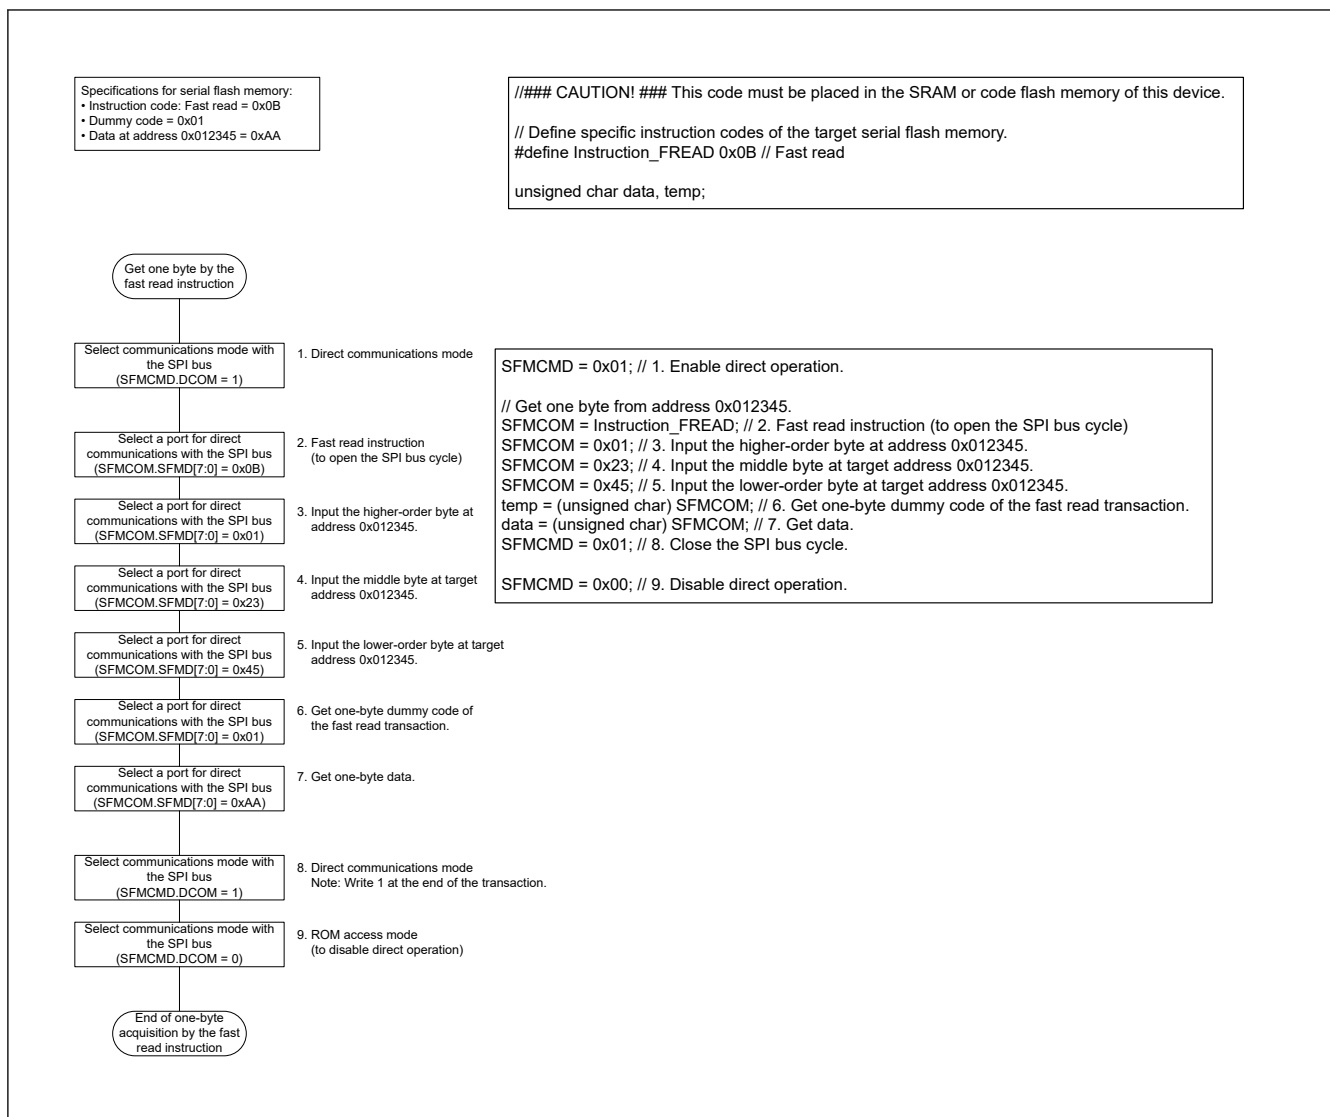 Specifications for serial flash memory:
• Instruction code: Fast read = 0x0B
• Dummy code = 0x01
• Data at address 0x012345 = 0xAA
//### CAUTION! ### This code must be placed in the SRAM or code flash memory of this device.
// Define specific instruction codes of the target serial flash memory.
#define Instruction_FREAD 0x0B // Fast read
unsigned char data, temp;
Get one byte by the
fast read instruction
Select communications mode with
the SPI bus
(SFMCMD.DCOM = 1)
1. Direct communications mode
Select a port for direct
communications with the SPI bus
(SFMCOM.SFMD[7:0] = 0x0B)
2. Fast read instruction
(to open the SPI bus cycle)
Select a port for direct
communications with the SPI bus
(SFMCOM.SFMD[7:0] = 0x01)
3. Input the higher-order byte at
address 0x012345.
Select a port for direct
communications with the SPI bus
(SFMCOM.SFMD[7:0] = 0x23)
4. Input the middle byte at target
address 0x012345.
Select a port for direct
communications with the SPI bus
(SFMCOM.SFMD[7:0] = 0x45)
5. Input the lower-order byte at target
address 0x012345.
Select a port for direct
communications with the SPI bus
(SFMCOM.SFMD[7:0] = 0x01)
6. Get one-byte dummy code of
the fast read transaction.
Select a port for direct
communications with the SPI bus
(SFMCOM.SFMD[7:0] = 0xAA)
7. Get one-byte data.
Select communications mode with
the SPI bus
(SFMCMD.DCOM = 1)
8. Direct communications mode
Note: Write 1 at the end of the transaction.
Select communications mode with
the SPI bus
(SFMCMD.DCOM = 0)
9. ROM access mode
(to disable direct operation)
End of one-byte
acquisition by the fast
read instruction
SFMCMD = 0x01; // 1. Enable direct operation.
// Get one byte from address 0x012345.
SFMCOM = Instruction_FREAD; // 2. Fast read instruction (to open the SPI bus cycle)
SFMCOM = 0x01; // 3. Input the higher-order byte at address 0x012345.
SFMCOM = 0x23; // 4. Input the middle byte at target address 0x012345.
SFMCOM = 0x45; // 5. Input the lower-order byte at target address 0x012345.
temp = (unsigned char) SFMCOM; // 6. Get one-byte dummy code of the fast read transaction.
data = (unsigned char) SFMCOM; // 7. Get data.
SFMCMD = 0x01; // 8. Close the SPI bus cycle.
SFMCMD = 0x00; // 9. Disable direct operation.